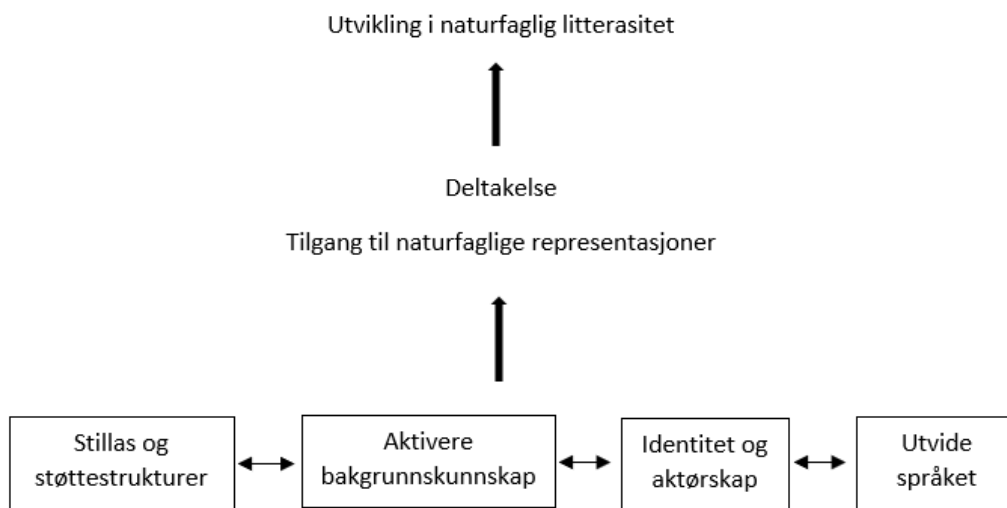 Utvikling i naturfaglig litterasitet
Deltakelse
Tilgang til naturfaglige representasjoner
Stillas og
støttestrukturer
Aktivere
bakgrunnskunnskap
Identitet og
aktørskap
Utvide
språket